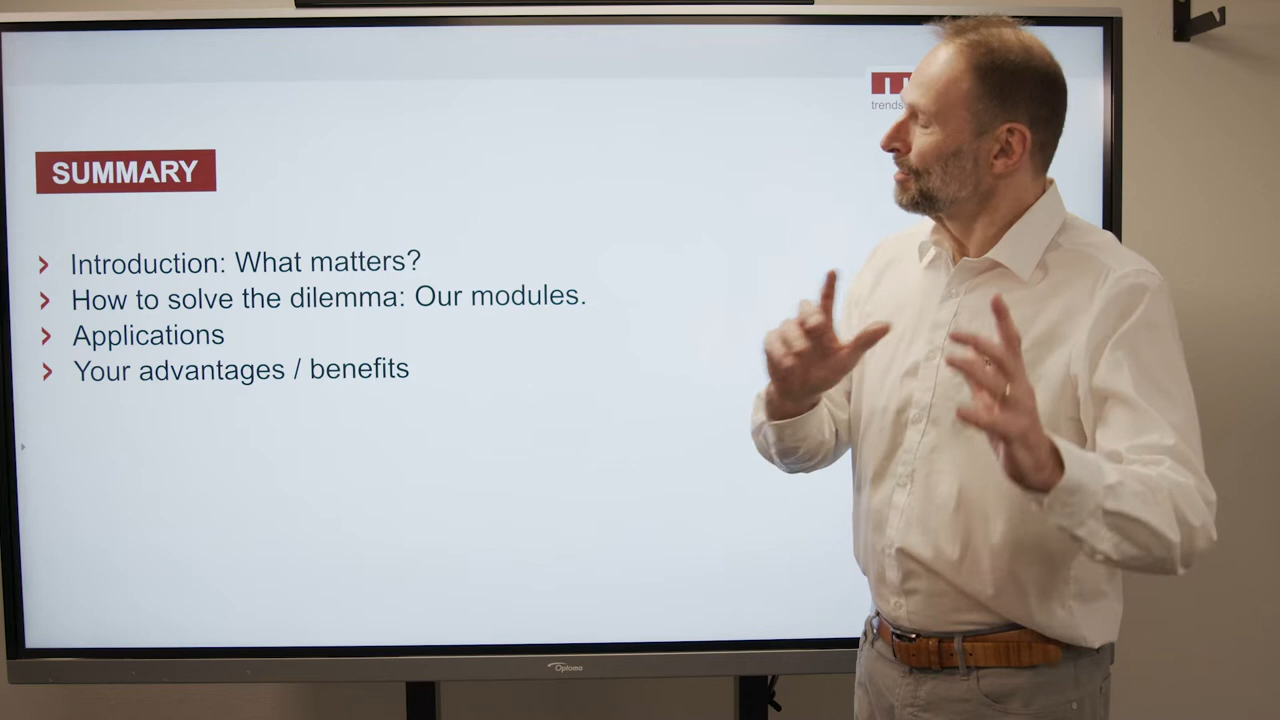 trends
SUMMARY
› Introduction: What matters?
› How to solve the dilemma: Our modules.
› Applications
› Your advantages / benefits
Optoma